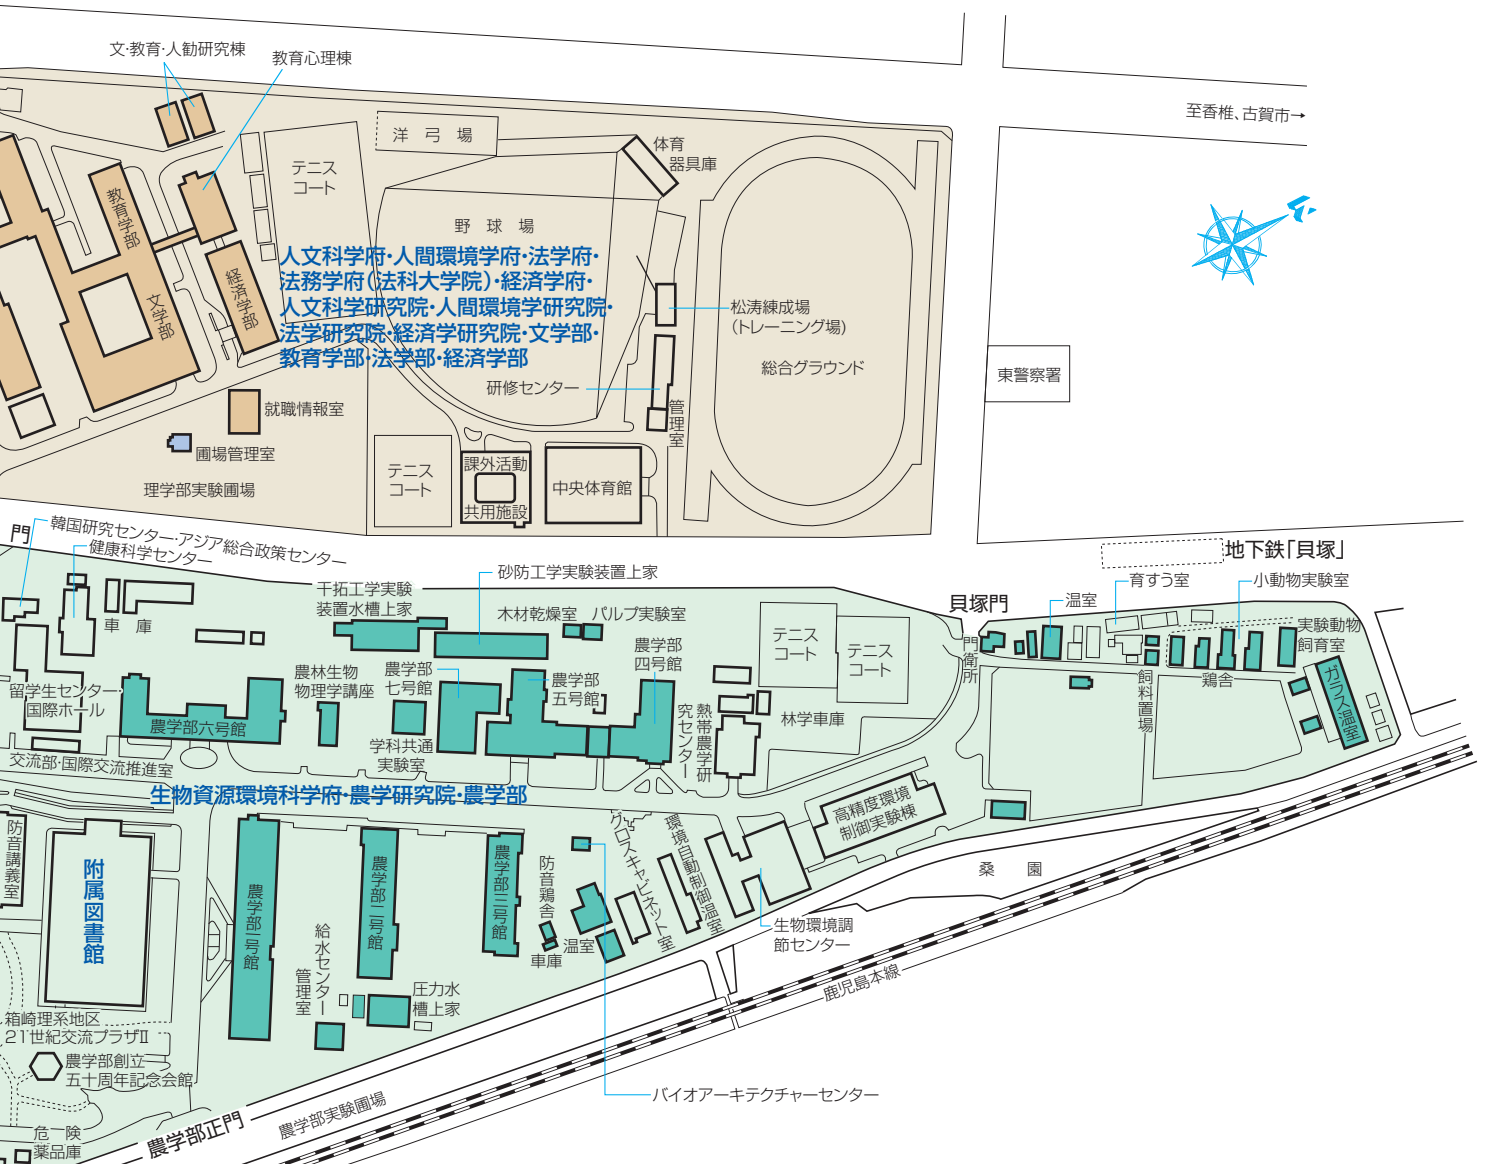 文・教育・人勧研究棟
教育心理棟
至香椎、古賀市→
洋弓場
体育
器具庫
テニス
コート
教育学部
野球場
人文科学府・人間環境学府・法学府・
法務学府(法科大学院)・経済学府・
人文科学研究院・人間環境学研究院・
法学研究院・経済学研究院・文学部・
教育学部・法学部・経済学部
経済学部
文学部
松涛練成場
(トレーニング場)
総合グラウンド
東警察署
研修センター
管理室
就職情報室
圃場管理室
理学部実験圃場
テニス
コート
課外活動
共用施設
中央体育館
門
韓国研究センター・アジア総合政策センター
健康科学センター
地下鉄「貝塚」
車庫
干拓工学実験
装置水槽上家
砂防工学実験装置上家
木材乾燥室
パルプ実験室
貝塚門
温室
育すう室
小動物実験室
実験動物
飼育室
門衛所
テニス
コート
テニス
コート
農学部
四号館
農林生物
物理学講座
農学部
七号館
農学部
五号館
留学生センター・
国際ホール
農学部六号館
学科共通
実験室
熱帯農学研
究センター
林学車庫
飼料置場
鶏舎
ガラス温室
交流部・国際交流推進室
生物資源環境科学府・農学研究院・農学部
防音講義室
附属図書館
農学部一号館
農学部二号館
農学部三号館
防音鶏舎
グロスキャビネット室
環境自動制御温室
高精度環境
制御実験棟
桑園
給水センター
管理室
車庫
温室
生物環境調
節センター
圧力水
槽上家
鹿児島本線
箱崎理系地区
21世紀交流プラザⅡ
農学部創立
五十周年記念会館
バイオアーキテクチャーセンター
危険
薬品庫
農学部正門
農学部実験圃場